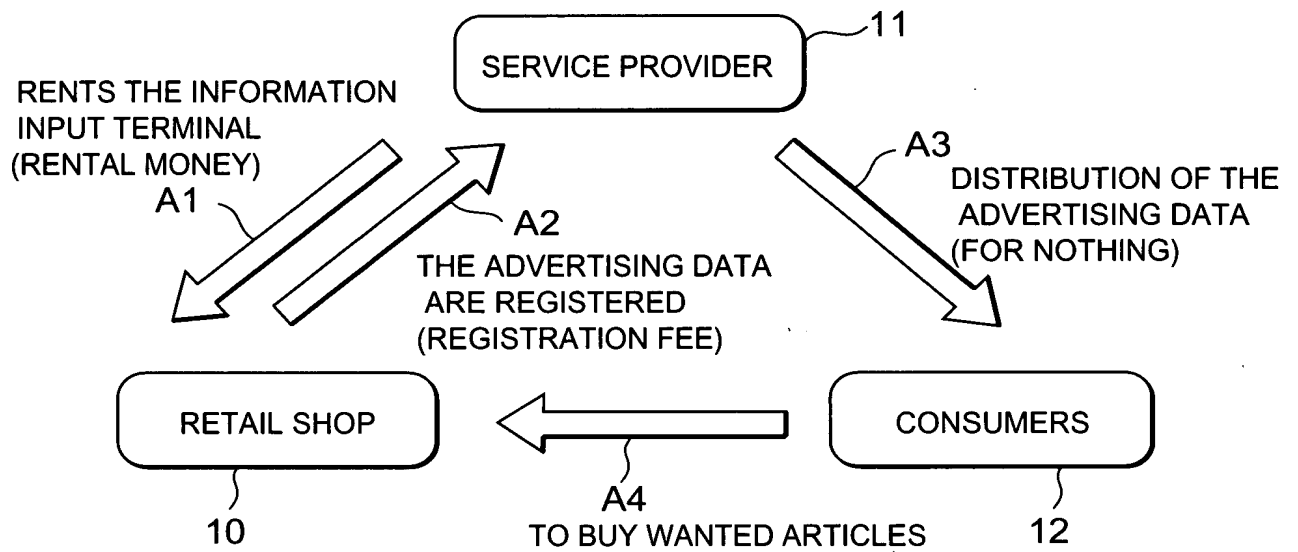 11
SERVICE PROVIDER
RENTS THE INFORMATION
INPUT TERMINAL
(RENTAL MONEY)
A1
A2
THE ADVERTISING DATA
ARE REGISTERED
(REGISTRATION FEE)
A3
DISTRIBUTION OF THE
ADVERTISING DATA
(FOR NOTHING)
RETAIL SHOP
CONSUMERS
10
A4
12
TO BUY WANTED ARTICLES